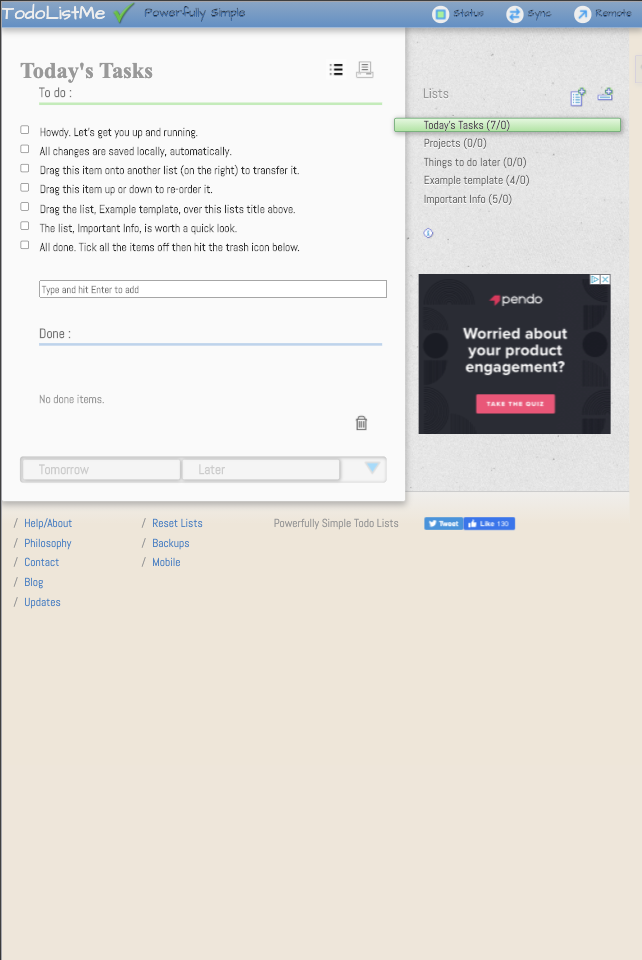 TodoListMe Powerfully Simple Status Sync Remote
Today's Tasks
To do :
Howdy. Let's get you up and running.
All changes are saved locally, automatically.
Drag this item onto another list (on the right) to transfer it.
Drag this item up or down to re-order it.
Drag the list, Example template, over this lists title above.
The list, Important Info, is worth a quick look.
All done. Tick all the items off then hit the trash icon below.
Type and hit Enter to add
Done :
No done items.
Tomorrow Later
Lists
Today's Tasks (7/0)
Projects (0/0)
Things to do later (0/0)
Example template (4/0)
Important Info (5/0)
pendo
Worried about
your product
engagement?
TAKE THE QUIZ
/ Help/About
/ Philosophy
/ Contact
/ Blog
/ Updates
/ Reset Lists
/ Backups
/ Mobile
Powerfully Simple Todo Lists
Tweet Like 130